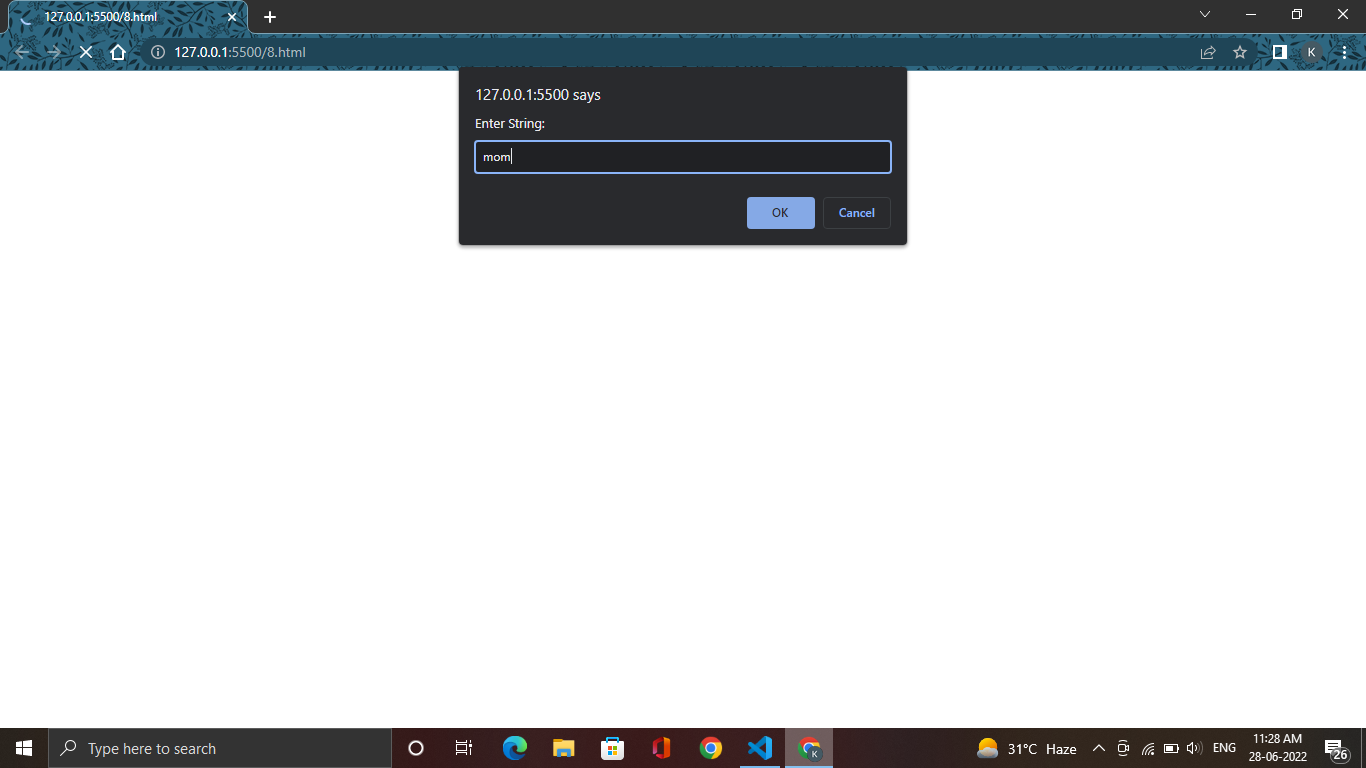 127.0.0.1:5500/8.html
127.0.0.1:5500/8.html
K
127.0.0.1:5500 says
Enter String:
mom
OK
Cancel
Type here to search
K
31°C Haze
ENG
11:28 AM
28-06-2022
26